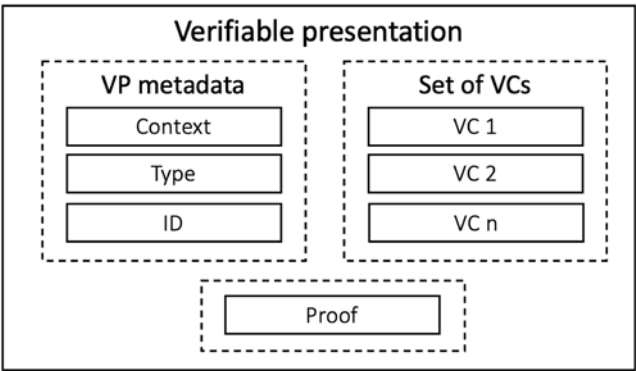 Verifiable presentation
VP metadata
Context
Type
ID
Set of VCs
VC 1
VC 2
VC n
Proof